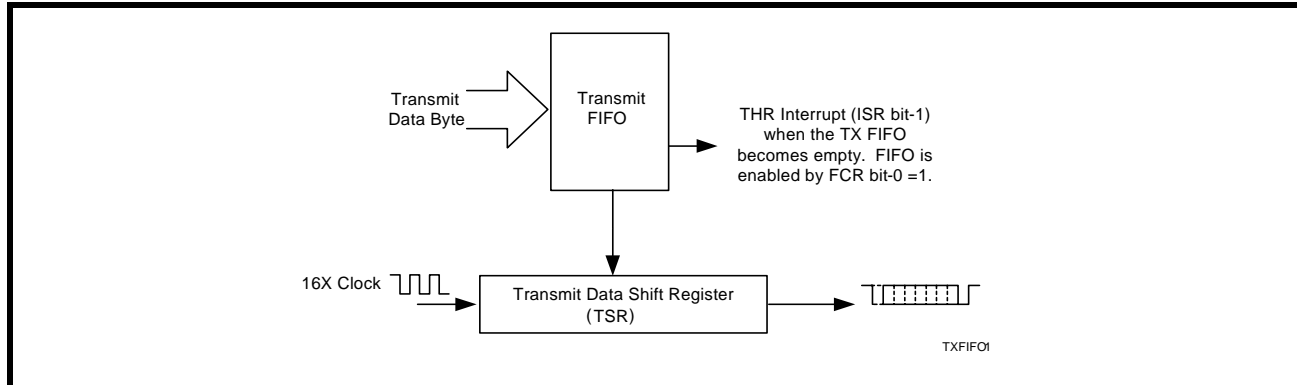 Transmit
Data Byte
Transmit
FIFO
THR Interrupt (ISR bit-1)
when the TX FIFO
becomes empty. FIFO is
enabled by FCR bit-0 =1.
16X Clock
Transmit Data Shift Register
(TSR)
TXFIFO1